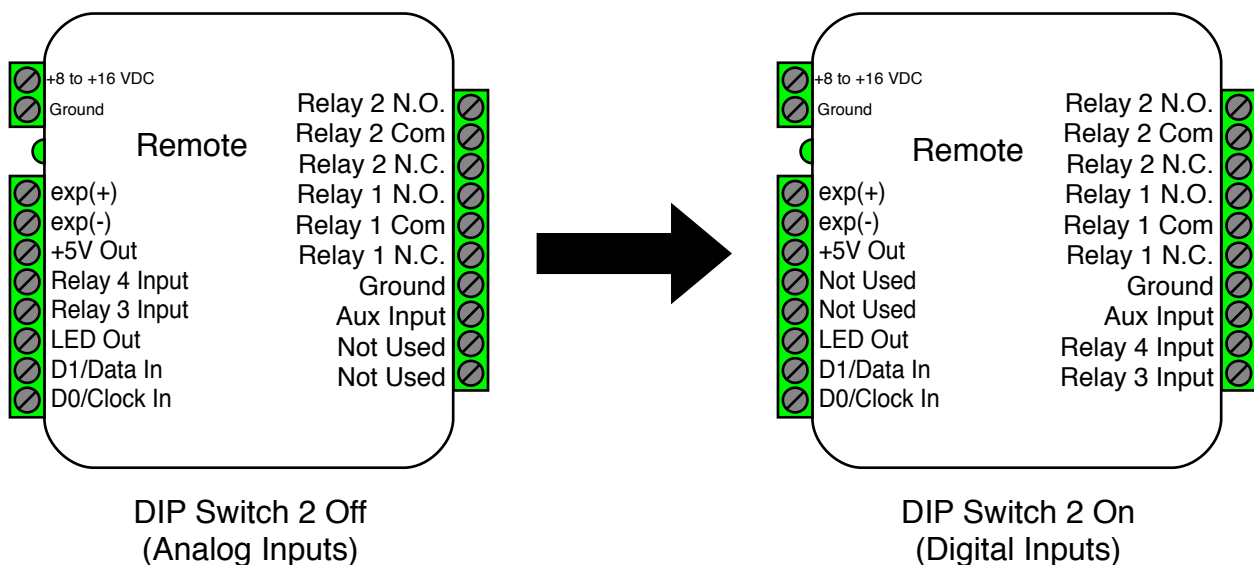 +8 to +16 VDC
Ground
Remote
exp(+)
exp(-)
+5V Out
Relay 4 Input
Relay 3 Input
LED Out
D1/Data In
D0/Clock In
Relay 2 N.O.
Relay 2 Com
Relay 2 N.C.
Relay 1 N.O.
Relay 1 Com
Relay 1 N.C.
Ground
Aux Input
Not Used
Not Used
DIP Switch 2 Off
(Analog Inputs)
+8 to +16 VDC
Ground
Remote
exp(+)
exp(-)
+5V Out
Not Used
Not Used
LED Out
D1/Data In
D0/Clock In
Relay 2 N.O.
Relay 2 Com
Relay 2 N.C.
Relay 1 N.O.
Relay 1 Com
Relay 1 N.C.
Ground
Aux Input
Relay 4 Input
Relay 3 Input
DIP Switch 2 On
(Digital Inputs)